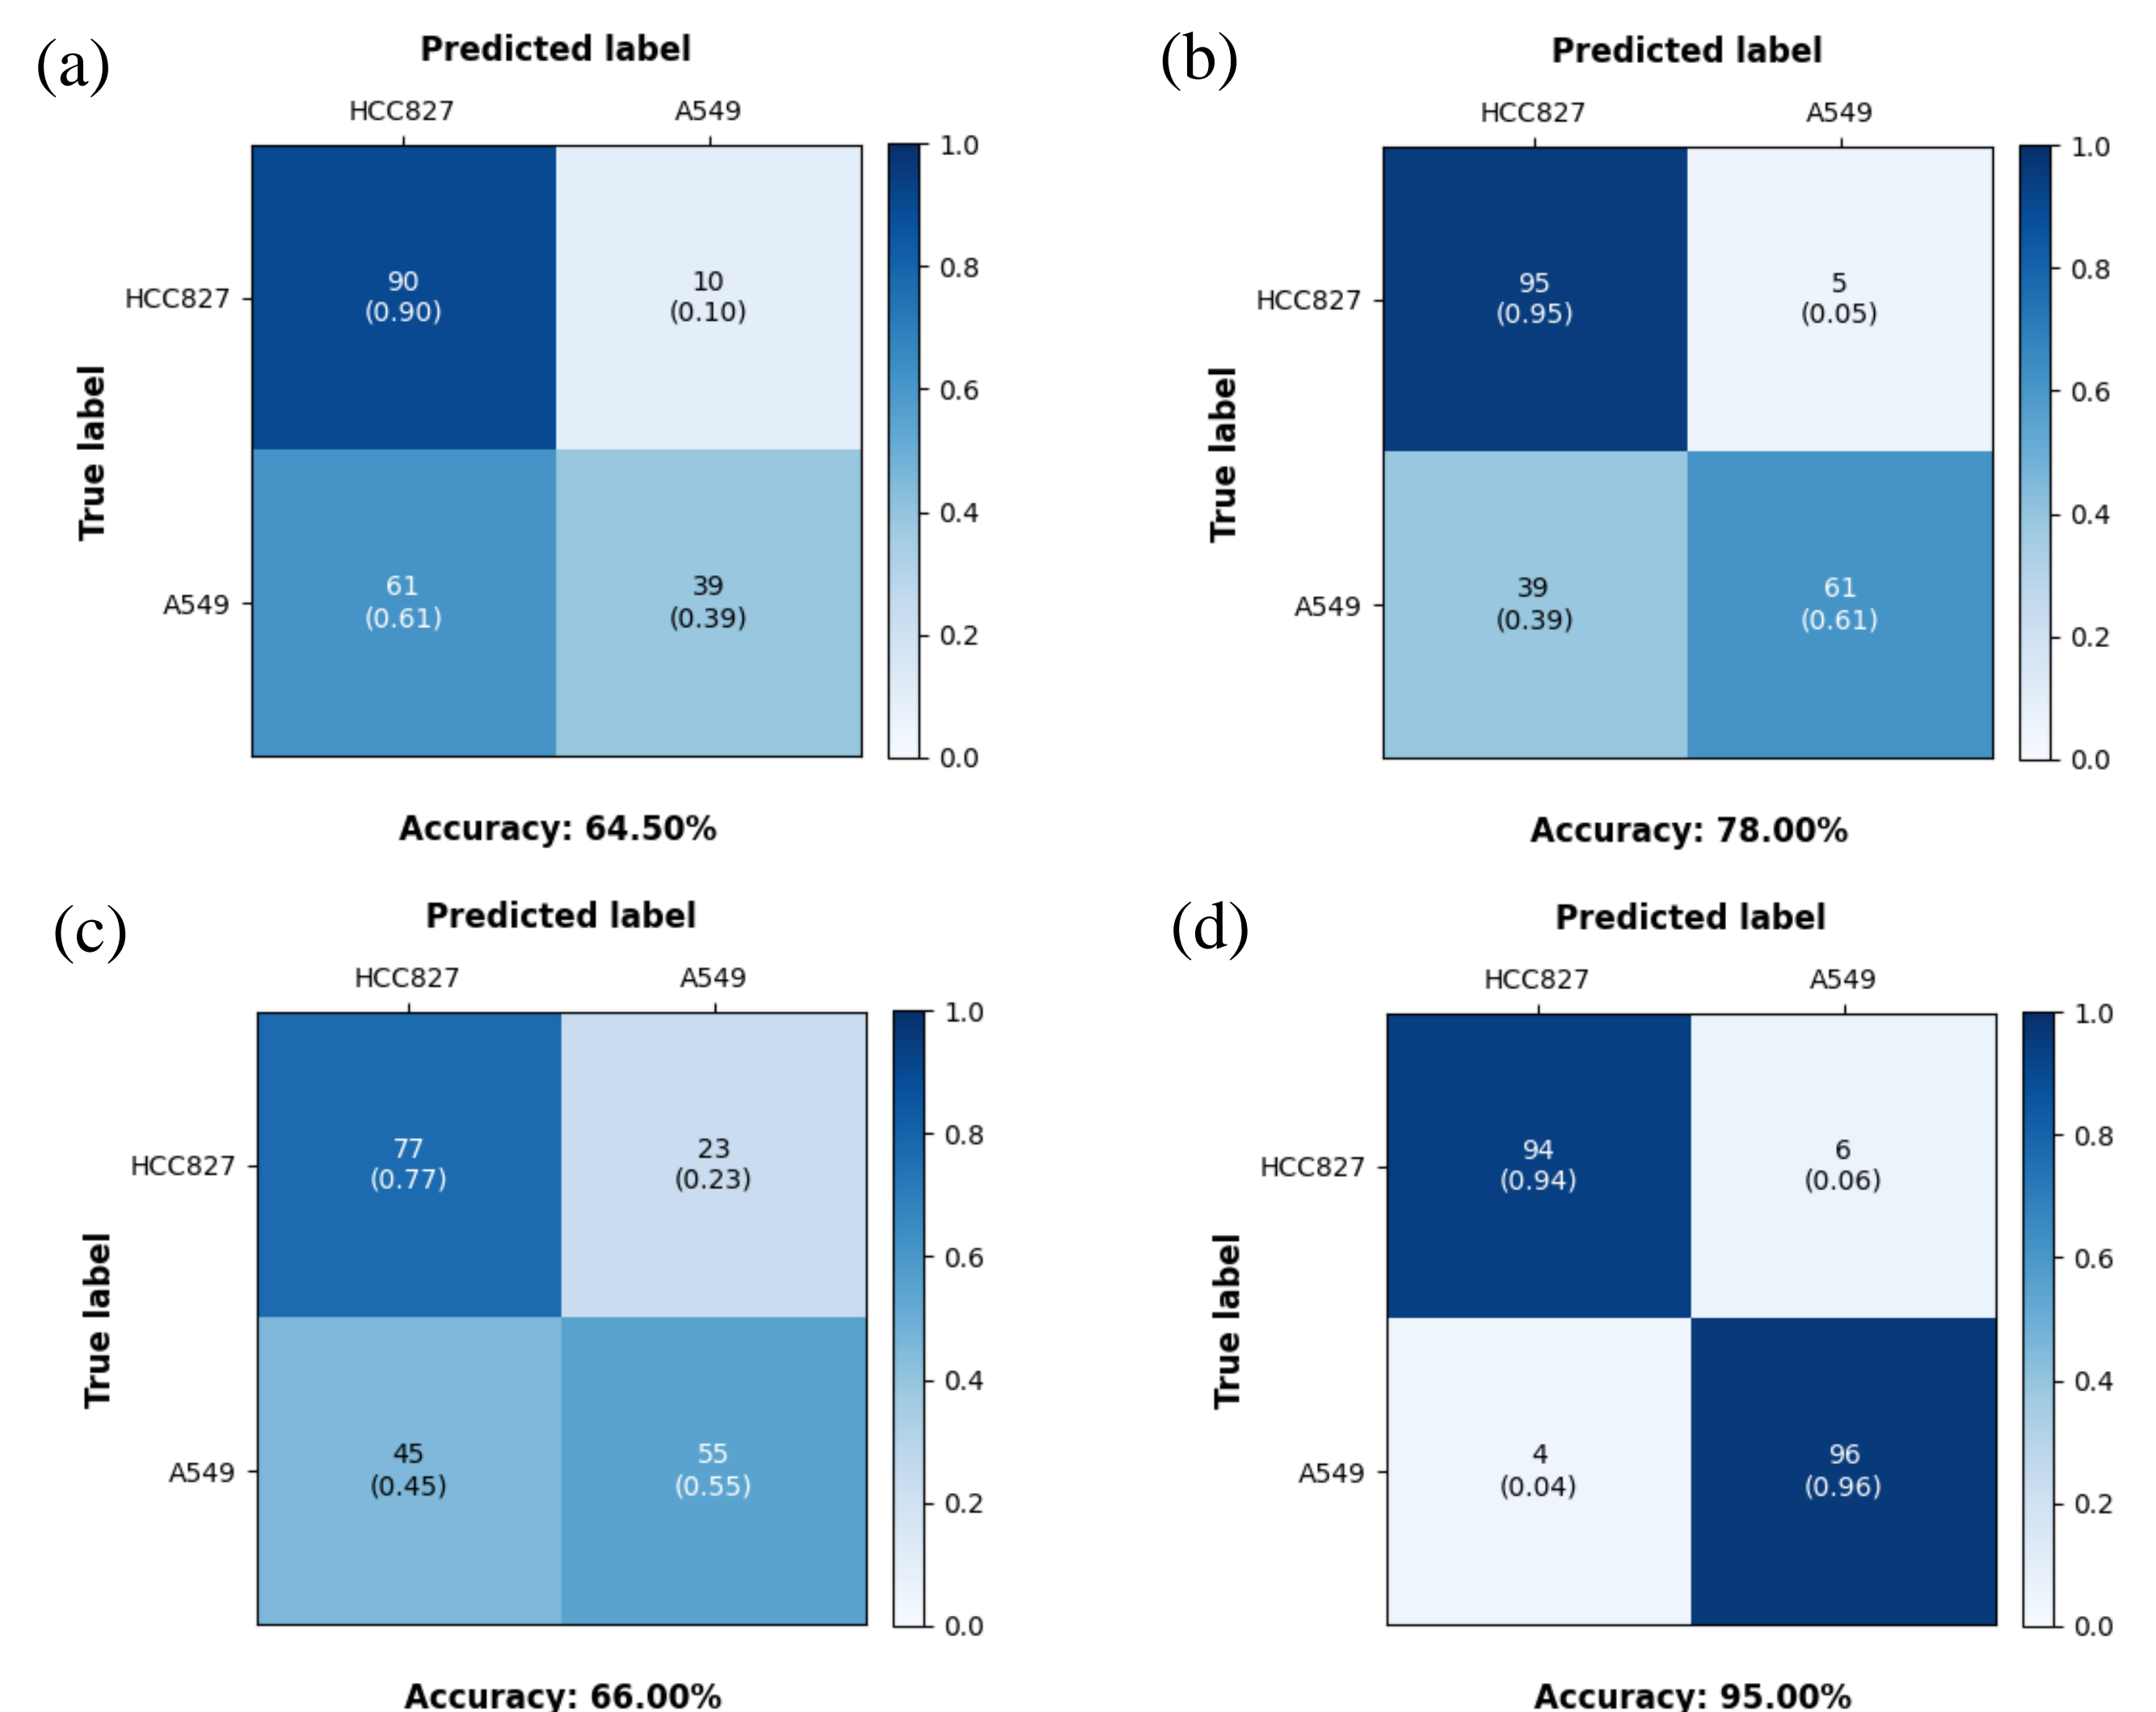 (a)
Predicted label
HCC827 A549
1.0
0.8
0.6
0.4
0.2
0.0
True label
HCC827
90
(0.90)
10
(0.10)
A549
61
(0.61)
39
(0.39)
Accuracy: 64.50%
(b)
Predicted label
HCC827 A549
1.0
0.8
0.6
0.4
0.2
0.0
True label
HCC827
95
(0.95)
5
(0.05)
A549
39
(0.39)
61
(0.61)
Accuracy: 78.00%
(c)
Predicted label
HCC827 A549
1.0
0.8
0.6
0.4
0.2
0.0
True label
HCC827
77
(0.77)
23
(0.23)
A549
45
(0.45)
55
(0.55)
Accuracy: 66.00%
(d)
Predicted label
HCC827 A549
1.0
0.8
0.6
0.4
0.2
0.0
True label
HCC827
94
(0.94)
6
(0.06)
A549
4
(0.04)
96
(0.96)
Accuracy: 95.00%